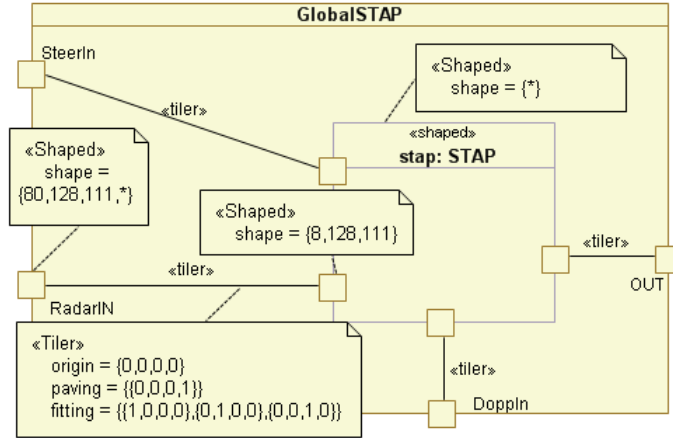 GlobalSTAP
SteerIn
«Shaped»
shape = {*}
«tiler»
«shaped»
stap: STAP
«Shaped»
shape =
{80,128,111,*}
«Shaped»
shape = {8,128,111}
«tiler»
«tiler»
OUT
RadarIN
«Tiler»
origin = {0,0,0,0}
paving = {{0,0,0,1}}
fitting = {{1,0,0,0},{0,1,0,0},{0,0,1,0}}
«tiler»
DoppIn